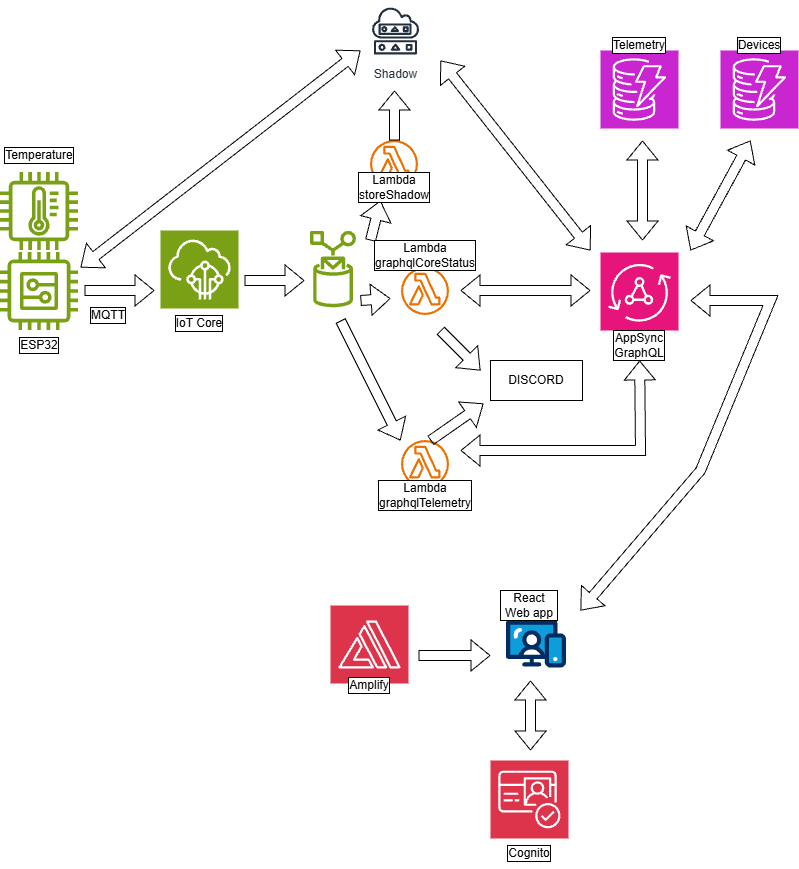 Shadow
Telemetry
Devices
Temperature
Lambda
storeShadow
Lambda
graphqlCoreStatus
MQTT
IoT Core
ESP32
AppSync
GraphQL
DISCORD
Lambda
graphqlTelemetry
React
Web app
Amplify
Cognito